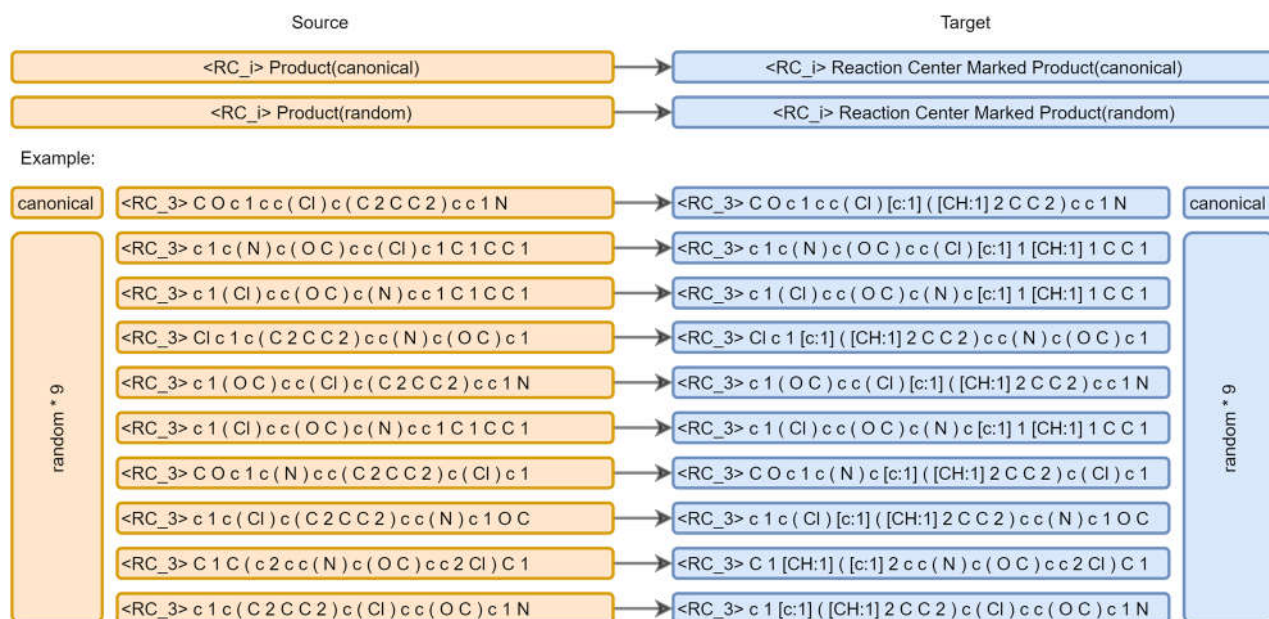 Source Target
<RC_i> Product(canonical) <RC_i> Reaction Center Marked Product(canonical)
<RC_i> Product(random) <RC_i> Reaction Center Marked Product(random)
Example:
canonical <RC_3> C O c 1 c c ( Cl ) c ( C 2 C C 2 ) c c 1 N <RC_3> C O c 1 c c ( Cl ) [c:1] ( [CH:1] 2 C C 2 ) c c 1 N canonical
<RC_3> c 1 c ( N ) c ( O C ) c c ( Cl ) c 1 C 1 C C 1 <RC_3> c 1 c ( N ) c ( O C ) c c ( Cl ) [c:1] 1 [CH:1] 1 C C 1
<RC_3> c 1 ( Cl ) c c ( O C ) c ( N ) c c 1 C 1 C C 1 <RC_3> c 1 ( Cl ) c c ( O C ) c ( N ) c [c:1] 1 [CH:1] 1 C C 1
<RC_3> Cl c 1 c ( C 2 C C 2 ) c c ( N ) c ( O C ) c 1 <RC_3> Cl c 1 [c:1] ( [CH:1] 2 C C 2 ) c c ( N ) c ( O C ) c 1
random * 9 <RC_3> c 1 ( O C ) c c ( Cl ) c ( C 2 C C 2 ) c c 1 N <RC_3> c 1 ( O C ) c c ( Cl ) [c:1] ( [CH:1] 2 C C 2 ) c c 1 N random * 9
<RC_3> c 1 ( Cl ) c c ( O C ) c ( N ) c c 1 C 1 C C 1 <RC_3> c 1 ( Cl ) c c ( O C ) c ( N ) c [c:1] 1 [CH:1] 1 C C 1
<RC_3> C O c 1 c ( N ) c c ( C 2 C C 2 ) c ( Cl ) c 1 <RC_3> C O c 1 c ( N ) c [c:1] ( [CH:1] 2 C C 2 ) c ( Cl ) c 1
<RC_3> c 1 c ( Cl ) c ( C 2 C C 2 ) c c ( N ) c 1 O C <RC_3> c 1 c ( Cl ) [c:1] ( [CH:1] 2 C C 2 ) c c ( N ) c 1 O C
<RC_3> C 1 C ( c 2 c c ( N ) c ( O C ) c c 2 Cl ) C 1 <RC_3> C 1 [CH:1] ( [c:1] 2 c c ( N ) c ( O C ) c c 2 Cl ) C 1
<RC_3> c 1 c ( C 2 C C 2 ) c ( Cl ) c c ( O C ) c 1 N <RC_3> c 1 [c:1] ( [CH:1] 2 C C 2 ) c ( Cl ) c c ( O C ) c 1 N